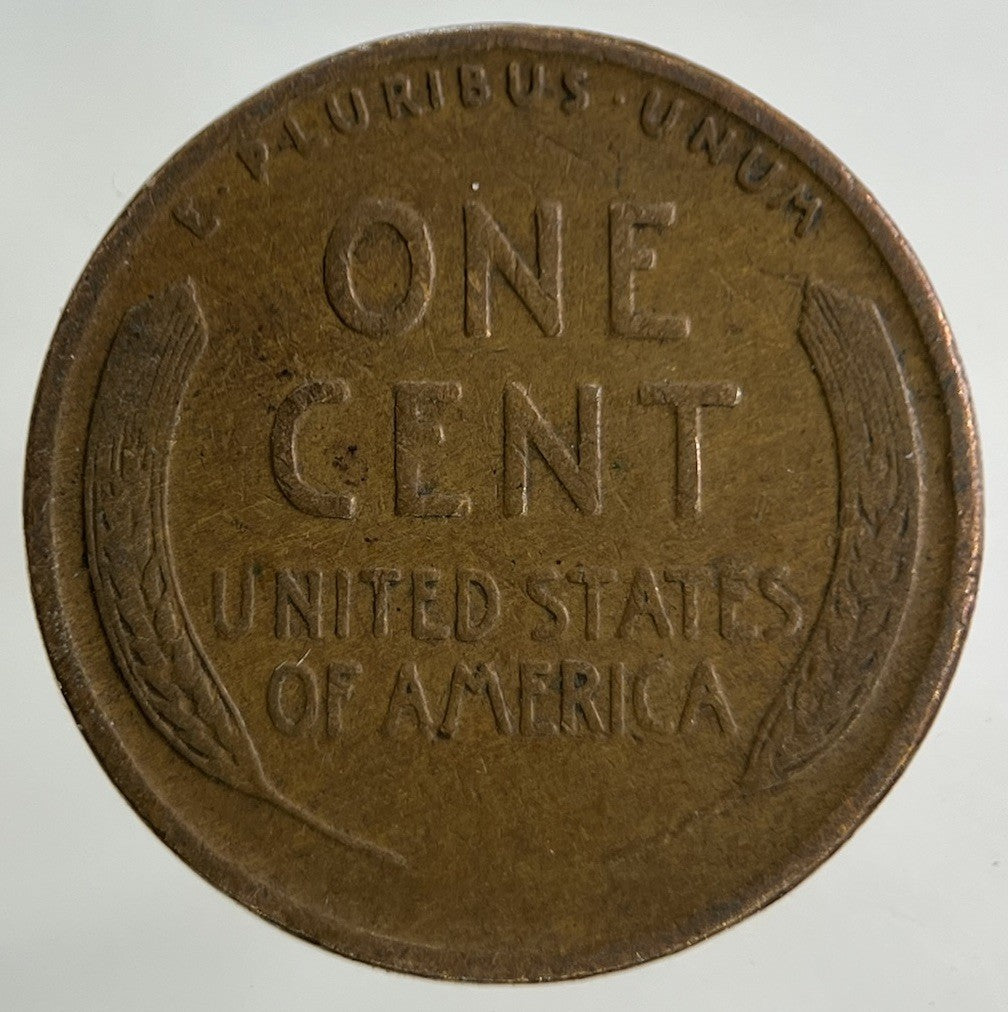 E · PLURIBUS · UNUM
ONE
CENT
UNITED STATES
OF AMERICA